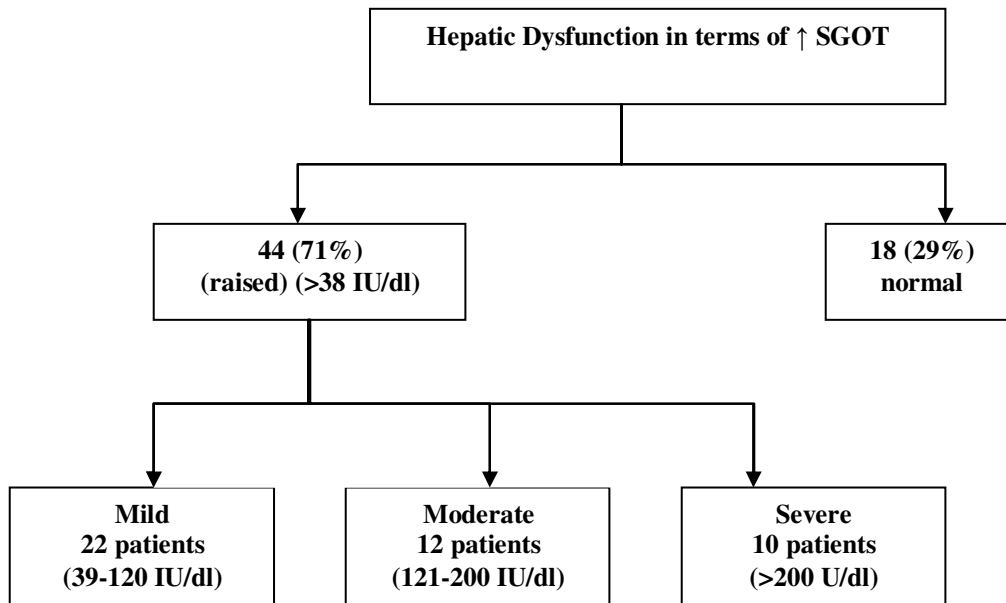 Hepatic Dysfunction in terms of ↑ SGOT
44 (71%)
(raised) (>38 IU/dl)
18 (29%)
normal
Mild
22 patients
(39-120 IU/dl)
Moderate
12 patients
(121-200 IU/dl)
Severe
10 patients
(>200 U/dl)